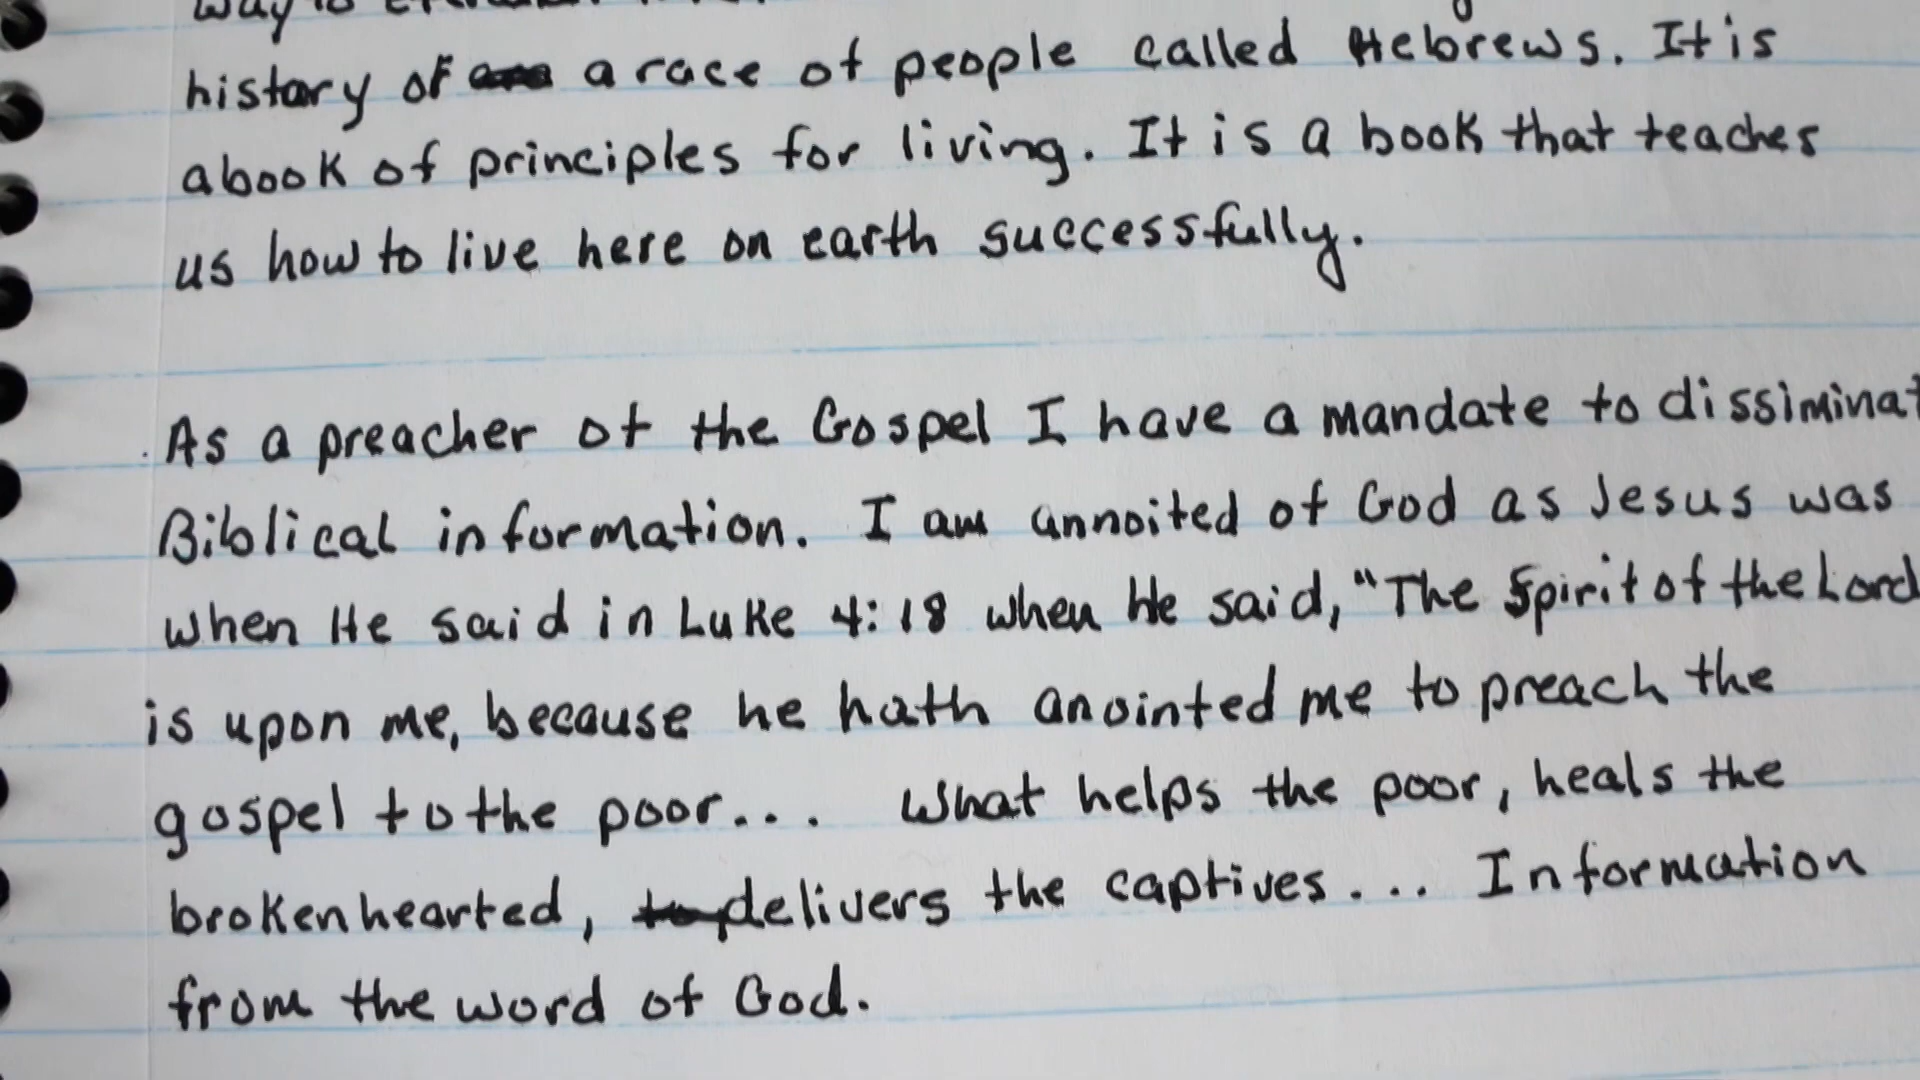 way to
history of a race of people called Hebrews. It is
a book of principles for living. It is a book that teaches
us how to live here on earth successfully.
As a preacher of the Gospel I have a mandate to dissiminat
Biblical information. I am annoited of God as Jesus was
when He said in Luke 4:18 when He said, "The Spirit of the Lord
is upon me, because he hath anointed me to preach the
gospel to the poor... What helps the poor, heals the
brokenhearted, to delivers the captives... Information
from the word of God.